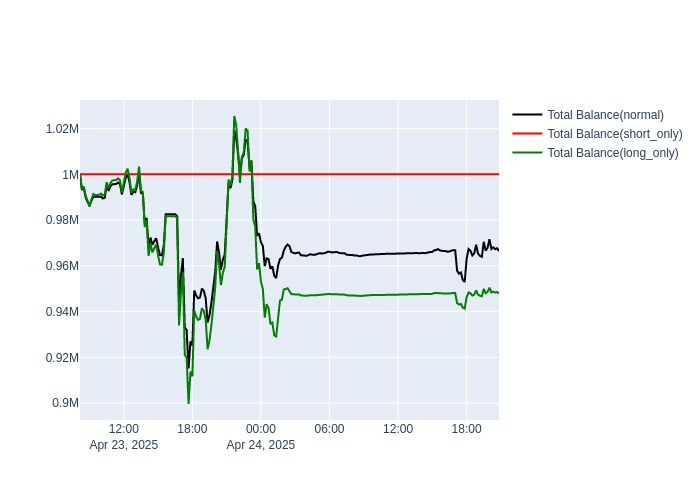 1.02M
1M
0.98M
0.96M
0.94M
0.92M
0.9M
12:00
Apr 23, 2025
18:00
00:00
Apr 24, 2025
06:00
12:00
18:00
Total Balance(normal)
Total Balance(short_only)
Total Balance(long_only)